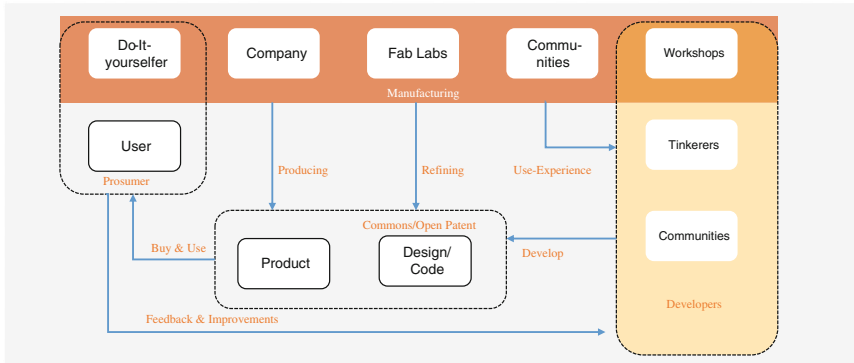 Do-It-
yourselfer
Company
Fab Labs
Commu-
nities
Workshops
Manufacturing
User
Tinkerers
Prosumer
Producing
Refining
Use-Experience
Commons/Open Patent
Communities
Buy & Use
Product
Design/
Code
Develop
Developers
Feedback & Improvements